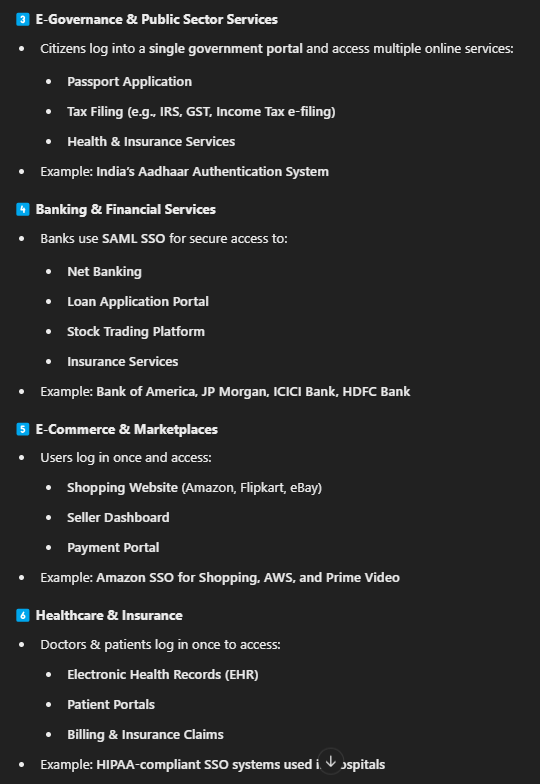 3 E-Governance & Public Sector Services
• Citizens log into a single government portal and access multiple online services:
• Passport Application
• Tax Filing (e.g., IRS, GST, Income Tax e-filing)
• Health & Insurance Services
• Example: India's Aadhaar Authentication System
4 Banking & Financial Services
• Banks use SAML SSO for secure access to:
• Net Banking
• Loan Application Portal
• Stock Trading Platform
• Insurance Services
• Example: Bank of America, JP Morgan, ICICI Bank, HDFC Bank
5 E-Commerce & Marketplaces
• Users log in once and access:
• Shopping Website (Amazon, Flipkart, eBay)
• Seller Dashboard
• Payment Portal
• Example: Amazon SSO for Shopping, AWS, and Prime Video
6 Healthcare & Insurance
• Doctors & patients log in once to access:
• Electronic Health Records (EHR)
• Patient Portals
• Billing & Insurance Claims
• Example: HIPAA-compliant SSO systems used